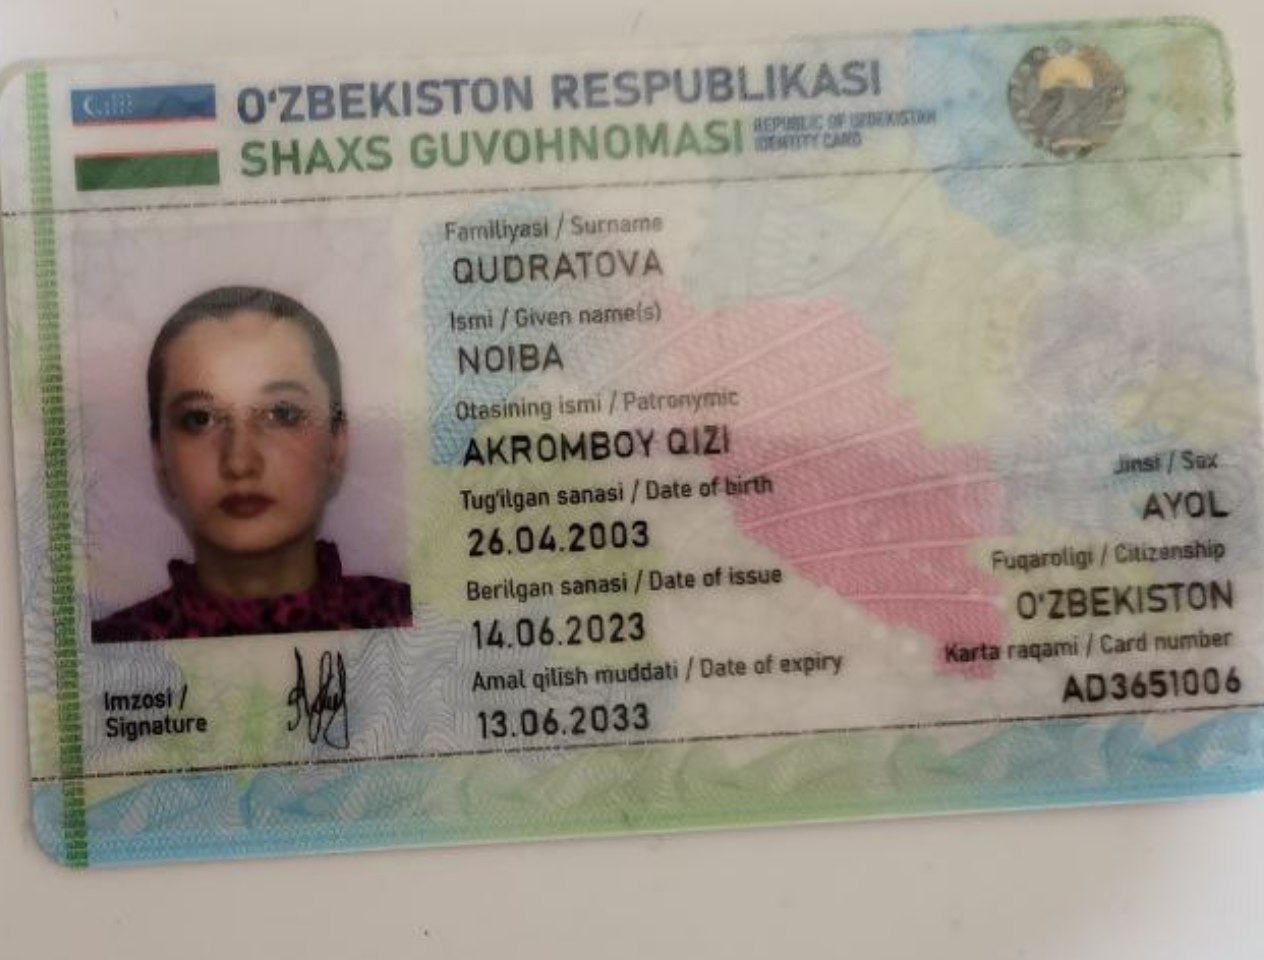 O‘ZBEKISTON RESPUBLIKASI
SHAXS GUVOHNOMASI
REPUBLIC OF UZBEKISTAN
IDENTITY CARD
Familiyasi / Surname
QUDRATOVA
Ismi / Given name(s)
NOIBA
Otasining ismi / Patronymic
AKROMBOY QIZI
Tug‘ilgan sanasi / Date of birth
26.04.2003
Jinsi / Sex
AYOL
Berilgan sanasi / Date of issue
14.06.2023
Fuqaroligi / Citizenship
O‘ZBEKISTON
Amal qilish muddati / Date of expiry
13.06.2033
Karta raqami / Card number
AD3651006
Imzosi /
Signature